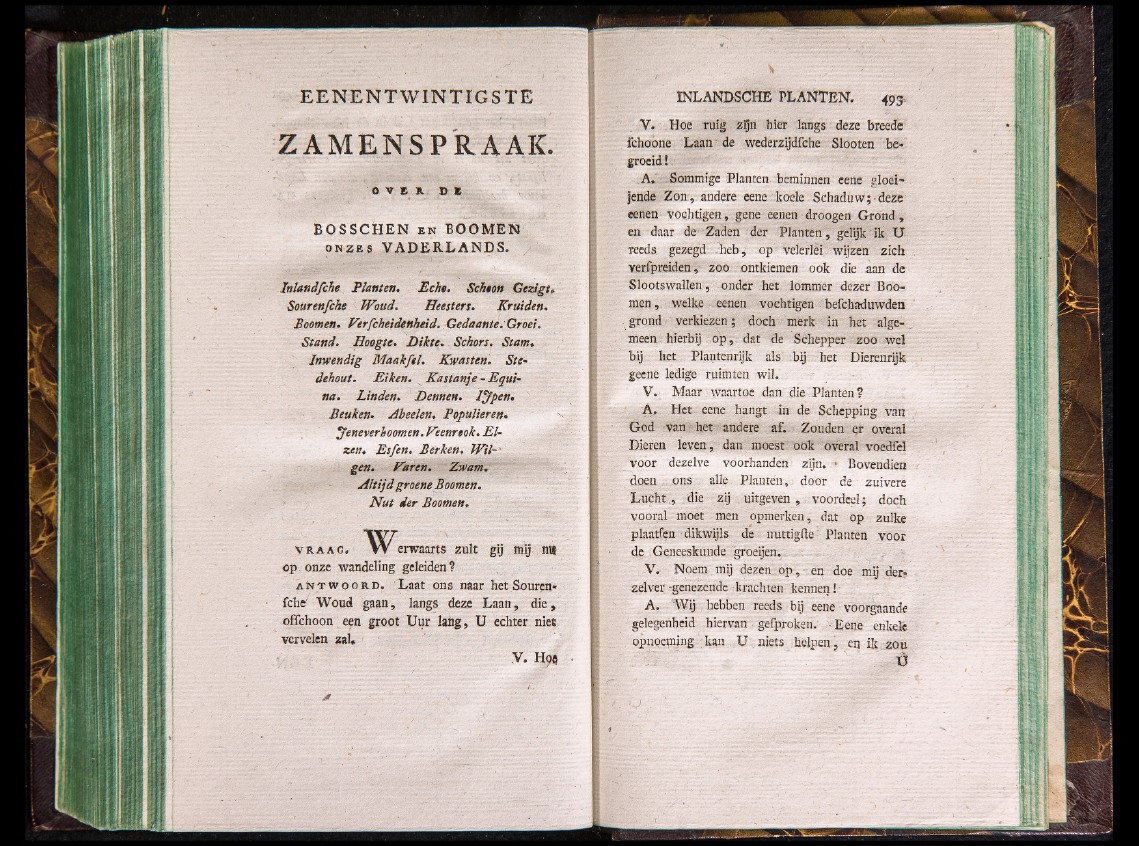 EENENTWINTIGSTE
ZAMENSPRAAK.
OVER DE
BOSSCHEN EN BOOMEN
ONZES VADERLANDS.
Inlandſche Planten. Echo. Schoon Gezigt.
Sourenſche Woud. Heesters. Kruiden.
Boomen. Verſcheidenheid. Gedaante. Groei.
Stand. Hoogte. Dikte. Schors. Stam.
Inwendig Maakſel. Kwasten. Ste-
dehout. Eiken. Kastanje - Equi-
na. Linden. Dennen. IJpen.
Beuken. Abeelen. Populieren.
Jeneverboomen. Veenrook. El-
zen. Esſen. Berken. Wil-
gen. Varen. Zwam.
Altijd groene Boomen.
Nut der Boomen.
VRAAG. Werwaarts zult gij mij nu
op onze wandeling geleiden?
ANTWOORD. Laat ons naar het Souren-
ſche Woud gaan, langs deze Laan, die,
offchoon een groot Uur lang, U echter niet
vervelen zal.
V. Hoe
INLANDSCHE PLANTEN. 493
V. Hoe ruig zijn hier langs deze breede
ſchoone Laan de wederzijdſche Slooten be-
groeid!
A. Sommige Planten beminnen eene gloei-
jende Zon, andere eene koele Schaduw; deze
eenen vochtigen, gene eenen droogen Grond,
en daar de Zaden der Planten, gelijk ik U
reeds gezegd heb, op velerlei wijzen zich
verſpreiden, zoo ontkiemen ook die aan de
Slootswallen, onder het lommer dezer Boo-
men, welke eenen vochtigen beſchaduwden
grond verkiezen; doch merk in het alge-
meen hierbij op, dat de Schepper zoo wel
bij het Plantenrijk als bij het Dierenrijk
geene ledige ruimten wil.
V. Maar waartoe dan die Planten?
A. Het eene hangt in de Schepping van
God van het andere af. Zouden er overal
Dieren leven, dan moest ook overal voedſel
voor dezelve voorhanden zijn. Bovendien
doen ons alle Planten, door de zuivere
Lucht, die zij uitgeven, voordeel; doch
vooral moet men opmerken, dat op zulke
plaatſen dikwijls de nuttigſte Planten voor
de Geneeskunde groeijen.
V. Noem mij dezen op, en doe mij der-
zelver genezende krachten kennen!
A. Wij hebben reeds bij eene voorgaande
gelegenheid hiervan geſproken. Eene enkele
opnoeming kan U niets helpen, en ik zou
U